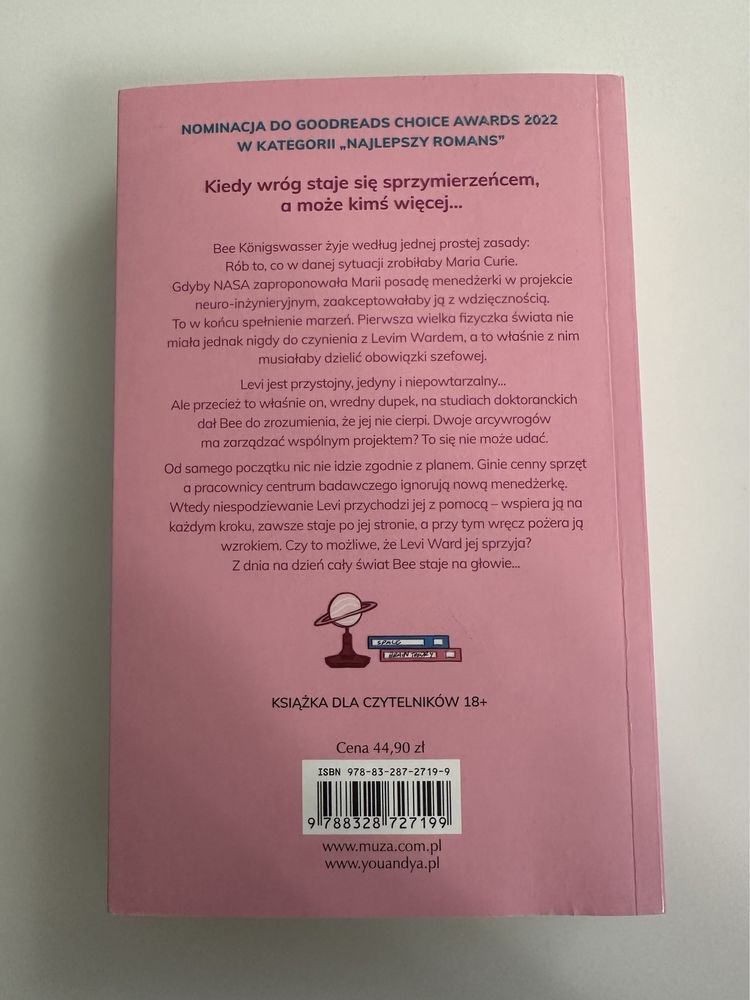 NOMINACJA DO GOODREADS CHOICE AWARDS 2022
W KATEGORII „NAJLEPSZY ROMANS”
Kiedy wróg staje się sprzymierzeńcem,
a może kimś więcej...
Bee Königswasser żyje według jednej prostej zasady:
Rób to, co w danej sytuacji zrobiłaby Maria Curie.
Gdyby NASA zaproponowała Marii posadę menedżerki w projekcie
neuro-inżynieryjnym, zaakceptowałaby ją z wdzięcznością.
To w końcu spełnienie marzeń. Pierwsza wielka fizyczka świata nie
miała jednak nigdy do czynienia z Levim Wardem, a to właśnie z nim
musiałaby dzielić obowiązki szefowej.
Levi jest przystojny, jedyny i niepowtarzalny...
Ale przecież to właśnie on, wredny dupek, na studiach doktoranckich
dał Bee do zrozumienia, że jej nie cierpi. Dwoje arcywrogów
ma zarządzać wspólnym projektem? To się nie może udać.
Od samego początku nic nie idzie zgodnie z planem. Ginie cenny sprzęt
a pracownicy centrum badawczego ignorują nową menedżerkę.
Wtedy niespodziewanie Levi przychodzi jej z pomocą – wspiera ją na
każdym kroku, zawsze staje po jej stronie, a przy tym wręcz pożera ją
wzrokiem. Czy to możliwe, że Levi Ward jej sprzyja?
Z dnia na dzień cały świat Bee staje na głowie...
SPACE
KSIĄŻKA DLA CZYTELNIKÓW 18+
Cena 44,90 zł
ISBN 978-83-287-2719-9
9 788328 727199
www.muza.com.pl
www.youandya.pl